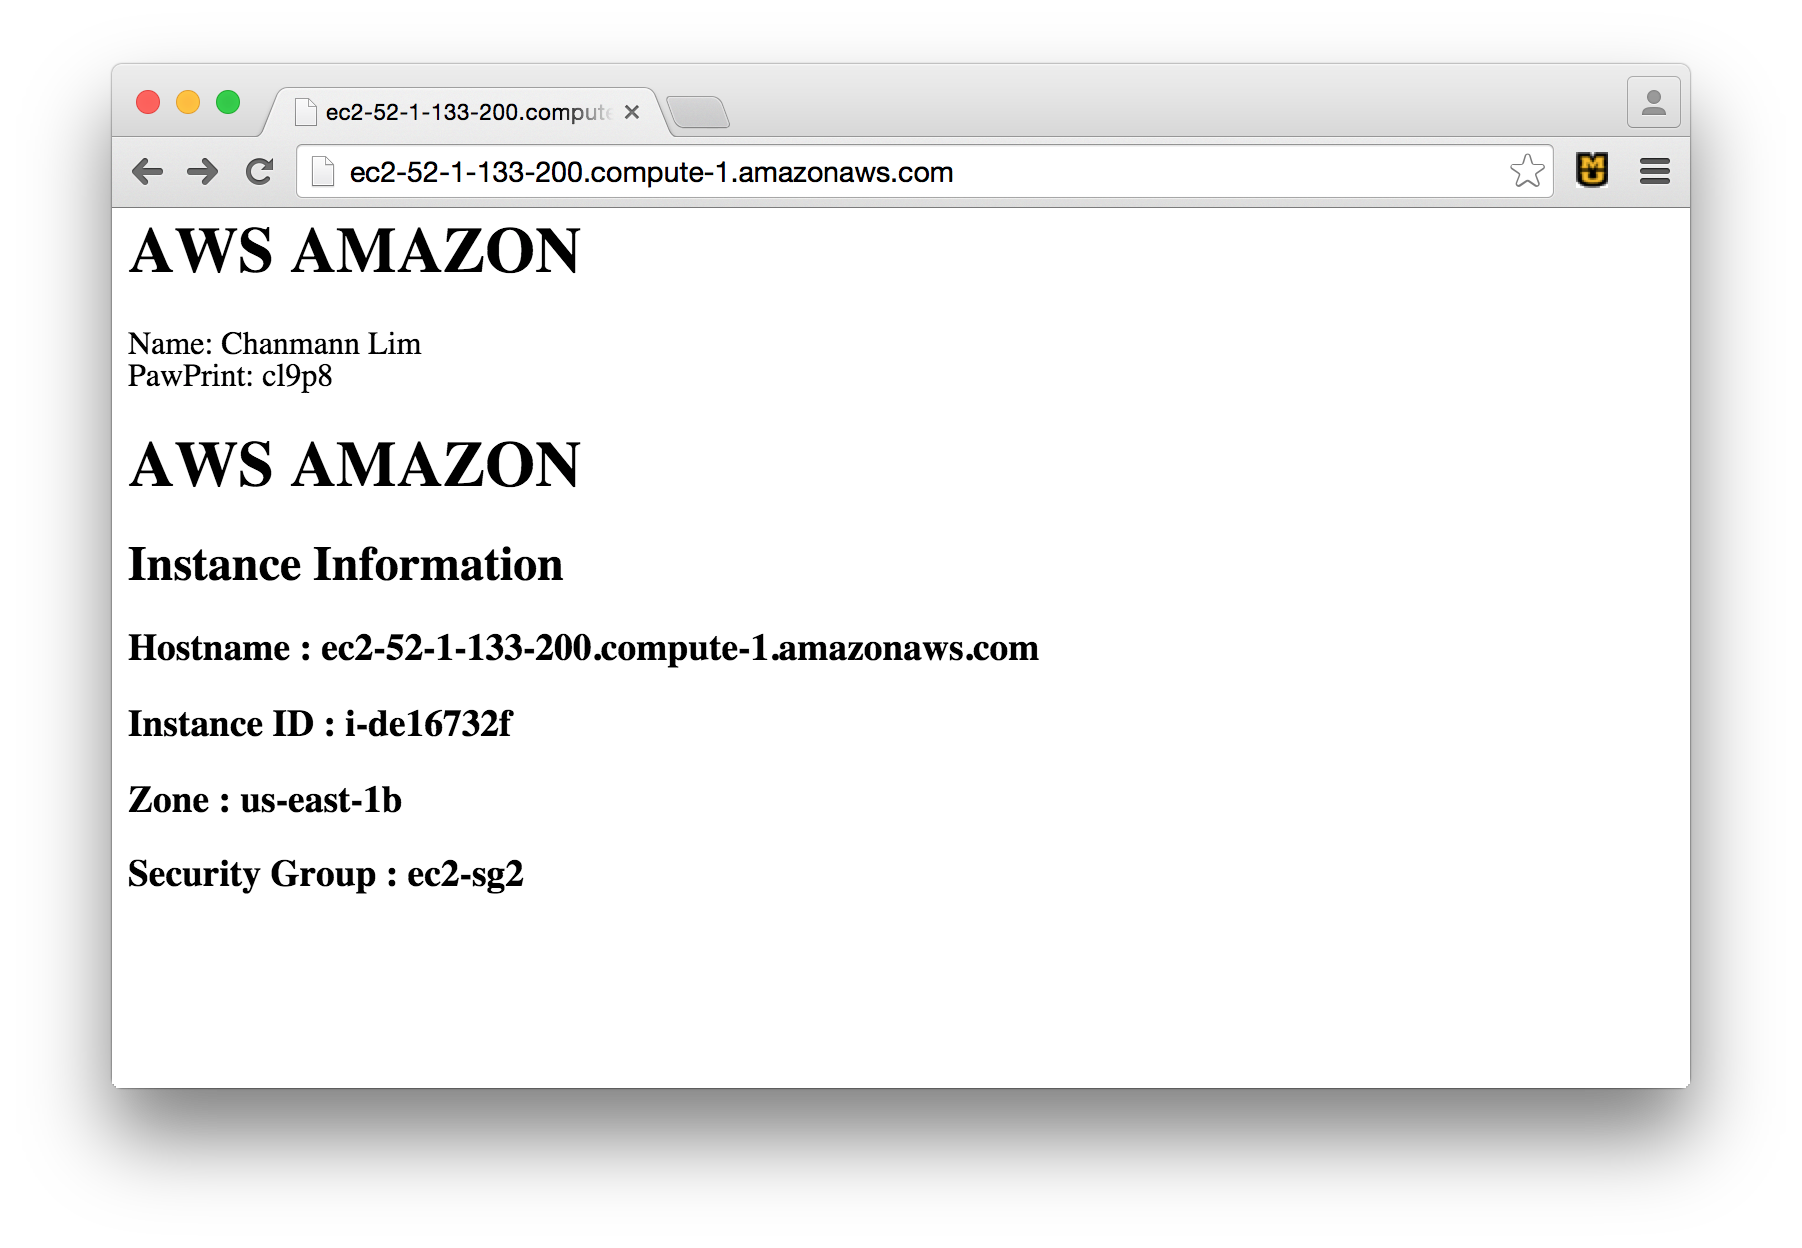 ec2-52-1-133-200.compute
ec2-52-1-133-200.compute-1.amazonaws.com
MU
AWS AMAZON
Name: Chanmann Lim
PawPrint: cl9p8
AWS AMAZON
Instance Information
Hostname : ec2-52-1-133-200.compute-1.amazonaws.com
Instance ID : i-de16732f
Zone : us-east-1b
Security Group : ec2-sg2